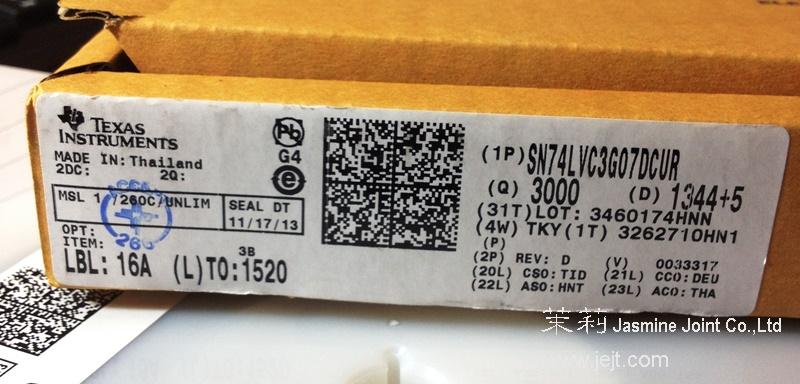 TEXAS
INSTRUMENTS
MADE IN: Thailand
2DC: 2Q:
Pb
G4
e
MSL 1 /260C/UNLIM
SEAL DT
11/17/13
OPT:
ITEM:
3B
LBL: 16A (L)TO:1520
260
(1P) SN74LVC3G07DCUR
(Q) 3000 (D) 1344+5
(31T)LOT: 3460174HNN
(4W) TKY(1T) 3262710HN1
(P)
(2P) REV: D (V) 0033317
(20L) CSO:TID (21L) CCO:DEU
(22L) ASO:HNT (23L) ACO:THA
茉莉 Jasmine Joint Co.,Ltd
www.jejt.com